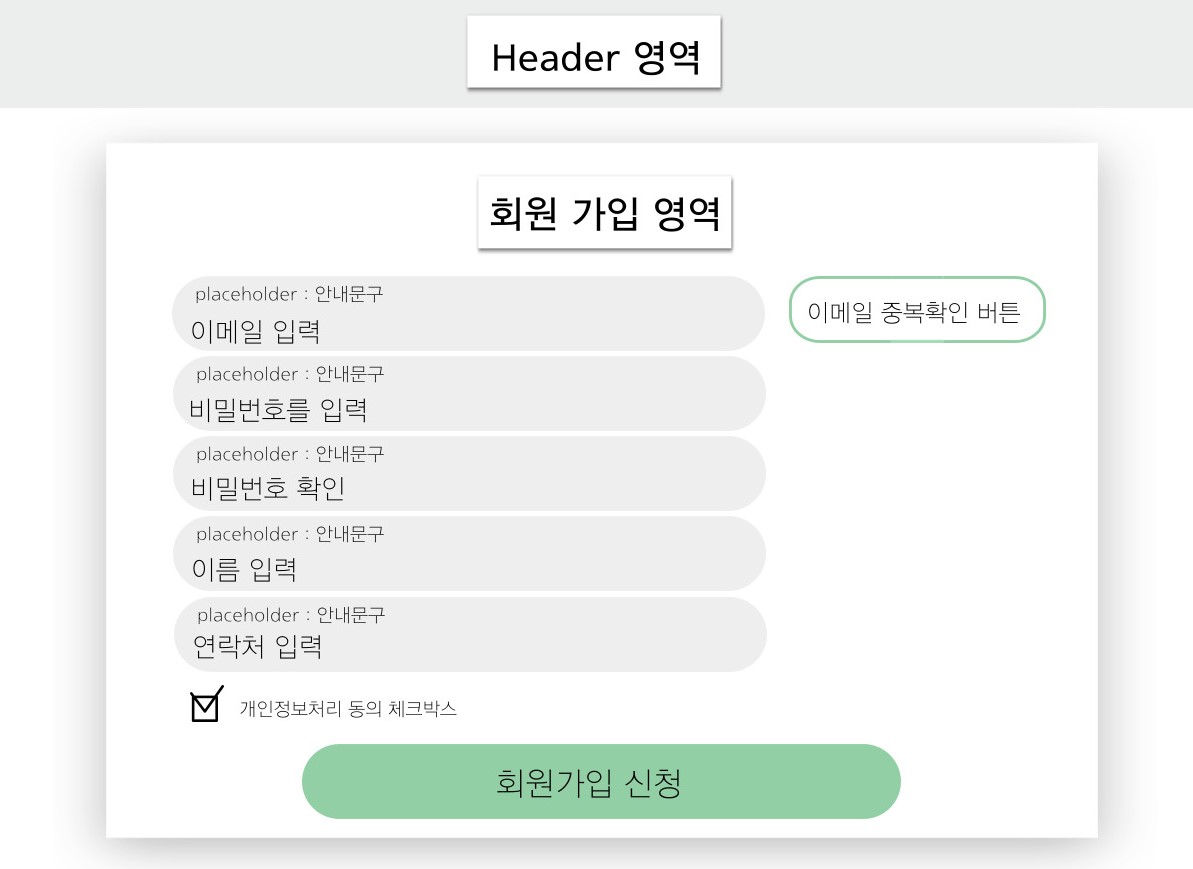 Header 영역
회원 가입 영역
placeholder : 안내문구
이메일 입력
이메일 중복확인 버튼
placeholder : 안내문구
비밀번호를 입력
placeholder : 안내문구
비밀번호 확인
placeholder : 안내문구
이름 입력
placeholder : 안내문구
연락처 입력
개인정보처리 동의 체크박스
회원가입 신청